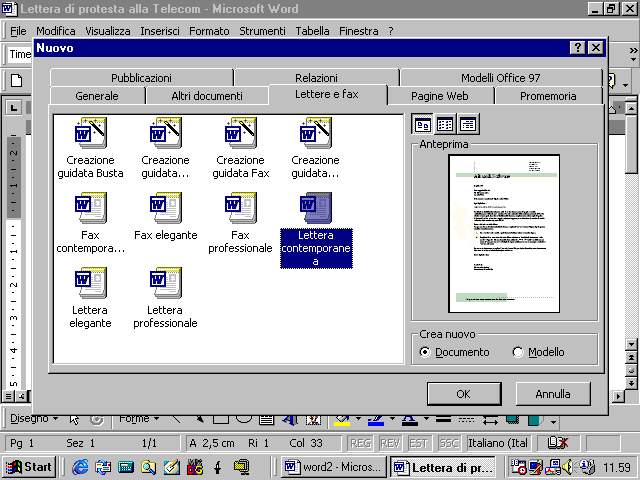 Lettera di protesta alla Telecom - Microsoft Word
File Modifica Visualizza Inserisci Formato Strumenti Tabella Finestra ?
Time
Nuovo
Pubblicazioni Relazioni Modelli Office 97
Generale Altri documenti Lettere e fax Pagine Web Promemoria
Creazione guidata Busta
Creazione guidata...
Creazione guidata Fax
Creazione guidata...
Fax contempora...
Fax elegante
Fax professionale
Lettera contemporanea
Lettera elegante
Lettera professionale
Anteprima
Crea nuovo
Documento Modello
OK Annulla
Disegno Forme
Pg 1 Sez 1 1/1 A 2,5 cm Ri 1 Col 33 REG REV EST SSC Italiano (Ital
Start word2 - Micros... Lettera di pr... 11.59